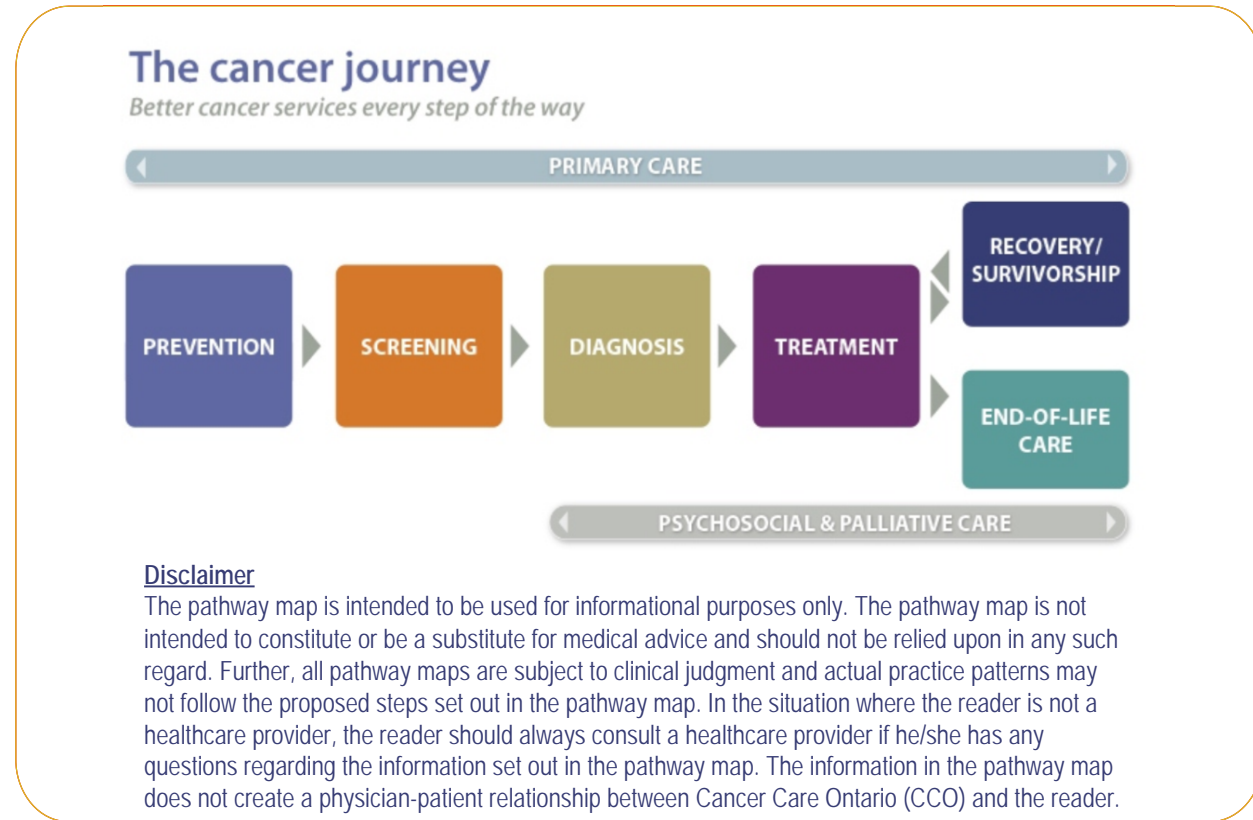 The cancer journey
Better cancer services every step of the way
PRIMARY CARE
PREVENTION
SCREENING
DIAGNOSIS
TREATMENT
RECOVERY/
SURVIVORSHIP
END-OF-LIFE
CARE
PSYCHOSOCIAL & PALLIATIVE CARE
Disclaimer
The pathway map is intended to be used for informational purposes only. The pathway map is not
intended to constitute or be a substitute for medical advice and should not be relied upon in any such
regard. Further, all pathway maps are subject to clinical judgment and actual practice patterns may
not follow the proposed steps set out in the pathway map. In the situation where the reader is not a
healthcare provider, the reader should always consult a healthcare provider if he/she has any
questions regarding the information set out in the pathway map. The information in the pathway map
does not create a physician-patient relationship between Cancer Care Ontario (CCO) and the reader.